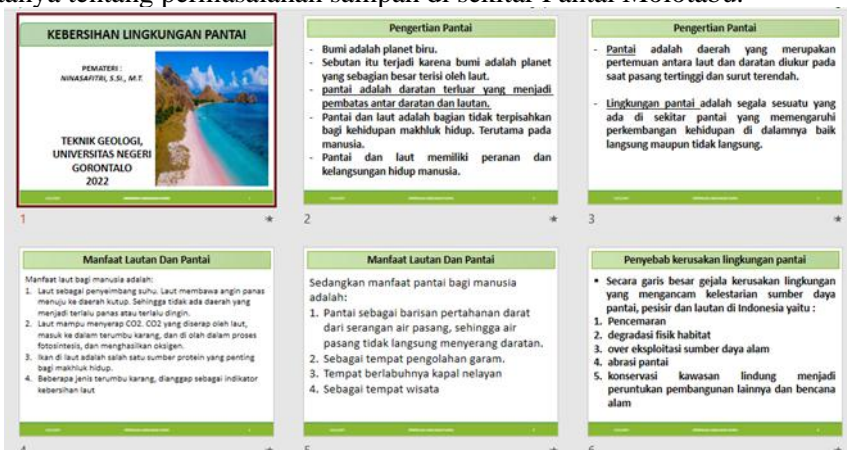 tanya tentang permasalahan sampah di sekitar Pantai Molotabu.
KEBERSIHAN LINGKUNGAN PANTAI
PEMATERI :
NINASAFITRI, S.Si., M.T.
TEKNIK GEOLOGI,
UNIVERSITAS NEGERI
GORONTALO
2022
1
Pengertian Pantai
- Bumi adalah planet biru.
- Sebutan itu terjadi karena bumi adalah planet
yang sebagian besar terisi oleh laut.
- pantai adalah daratan terluar yang menjadi
pembatas antar daratan dan lautan.
- Pantai dan laut adalah bagian tidak terpisahkan
bagi kehidupan makhluk hidup. Terutama pada
manusia.
- Pantai dan laut memiliki peranan dan
kelangsungan hidup manusia.
2
Pengertian Pantai
- Pantai adalah daerah yang merupakan
pertemuan antara laut dan daratan diukur pada
saat pasang tertinggi dan surut terendah.
- Lingkungan pantai adalah segala sesuatu yang
ada di sekitar pantai yang memengaruhi
perkembangan kehidupan di dalamnya baik
langsung maupun tidak langsung.
3
Manfaat Lautan Dan Pantai
Manfaat laut bagi manusia adalah:
1. Laut sebagai penyeimbang suhu. Laut membawa angin panas
menuju ke daerah kutup. Sehingga tidak ada daerah yang
menjadi terlalu panas atau terlalu dingin.
2. Laut mampu menyerap CO2. CO2 yang diserap oleh laut,
masuk ke dalam terumbu karang, dan di olah dalam proses
fotosintesis, dan menghasilkan oksigen.
3. Ikan di laut adalah salah satu sumber protein yang penting
bagi makhluk hidup.
4. Beberapa jenis terumbu karang, dianggap sebagai indikator
kebersihan laut
4
Manfaat Lautan Dan Pantai
Sedangkan manfaat pantai bagi manusia
adalah:
1. Pantai sebagai barisan pertahanan darat
dari serangan air pasang, sehingga air
pasang tidak langsung menyerang daratan.
2. Sebagai tempat pengolahan garam.
3. Tempat berlabuhnya kapal nelayan
4. Sebagai tempat wisata
5
Penyebab kerusakan lingkungan pantai
• Secara garis besar gejala kerusakan lingkungan
yang mengancam kelestarian sumber daya
pantai, pesisir dan lautan di Indonesia yaitu :
1. Pencemaran
2. degradasi fisik habitat
3. over eksploitasi sumber daya alam
4. abrasi pantai
5. konservasi kawasan lindung menjadi
peruntukan pembangunan lainnya dan bencana
alam
6